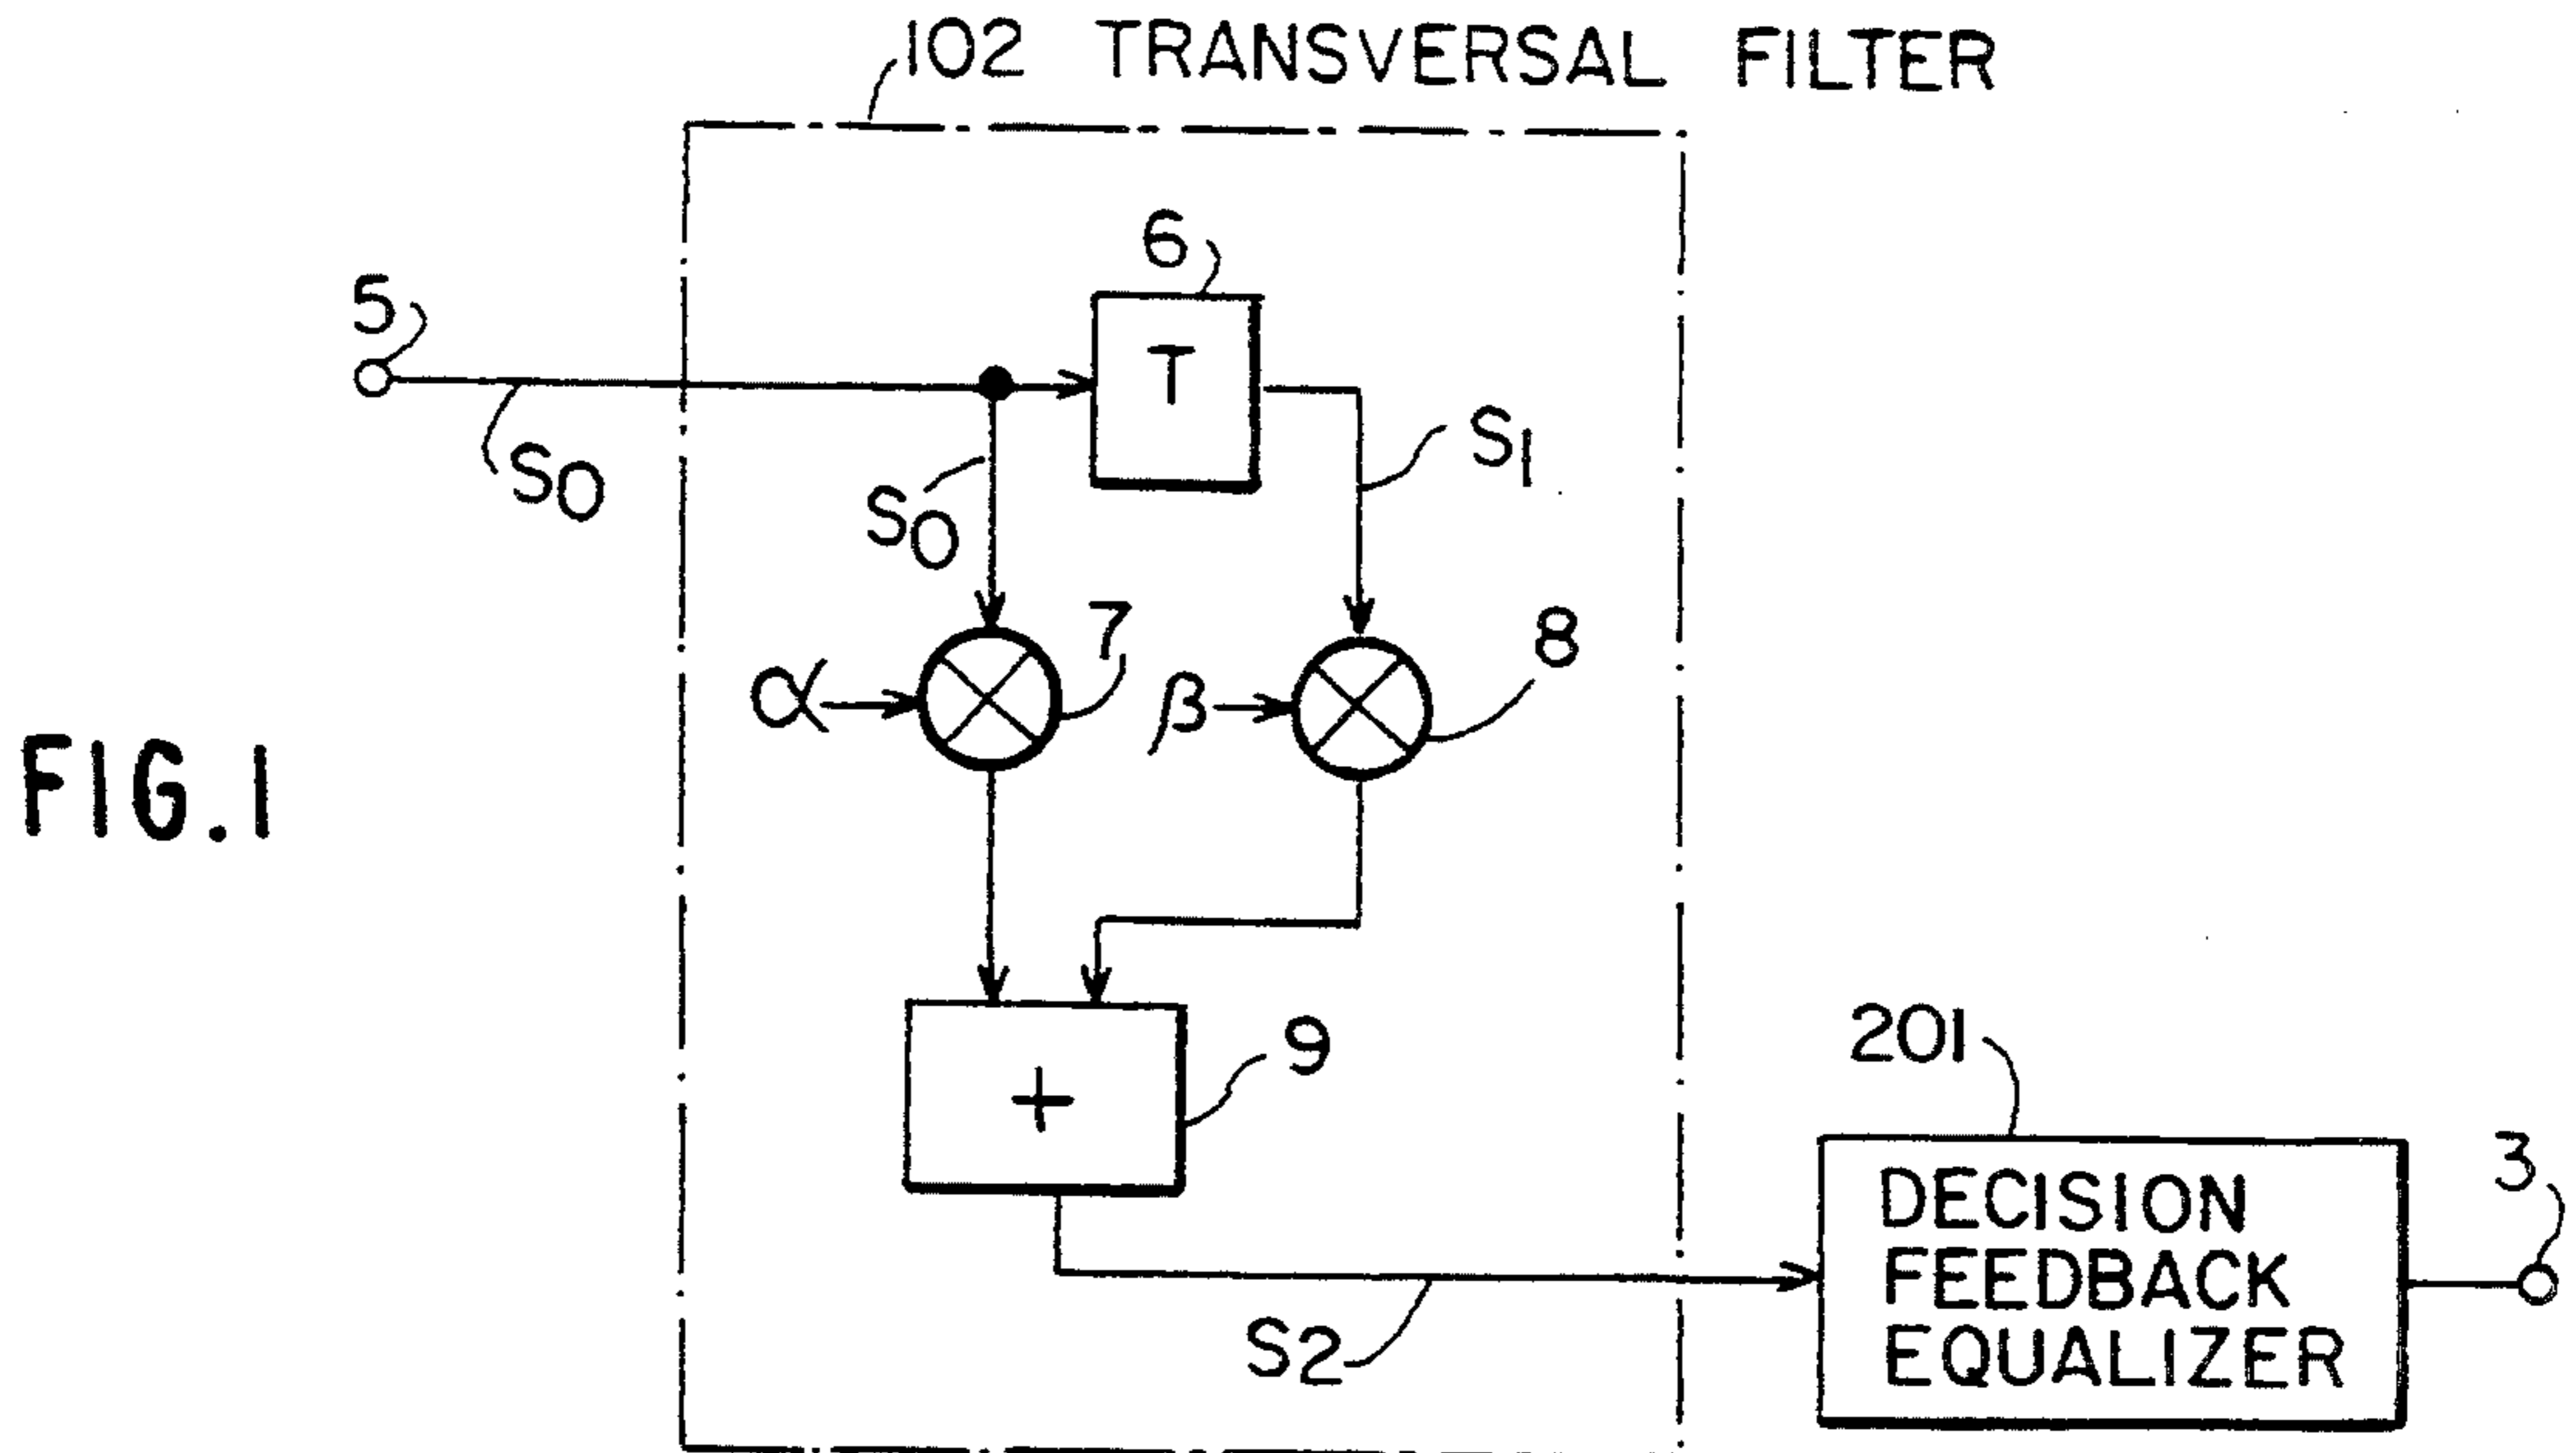 102 TRANSVERSAL FILTER
6
5
T
S0
S0
S1
α
7
β
8
FIG.1
+
9
S2
201
DECISION
FEEDBACK
EQUALIZER
3